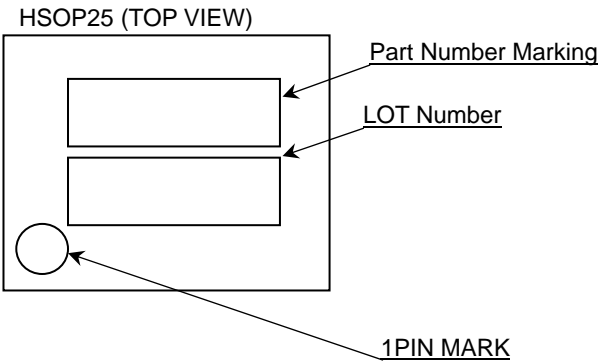 HSOP25 (TOP VIEW)
Part Number Marking
LOT Number
1PIN MARK